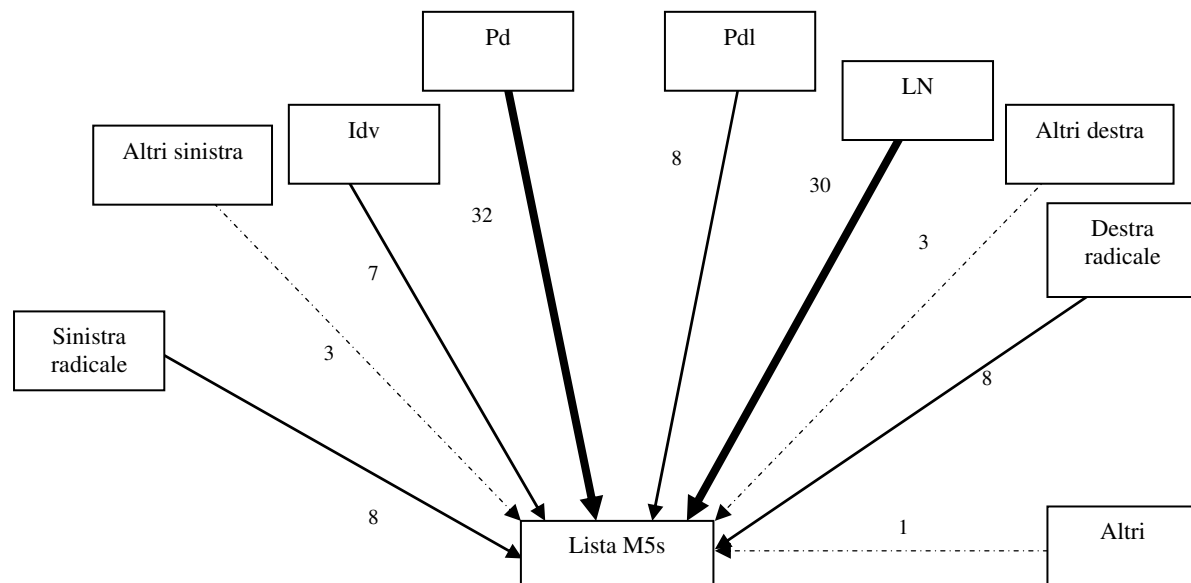 Pd
Pdl
LN
Altri destra
Idv
Altri sinistra
8
30
32
Destra
radicale
3
7
Sinistra
radicale
3
8
8
1
Altri
Lista M5s